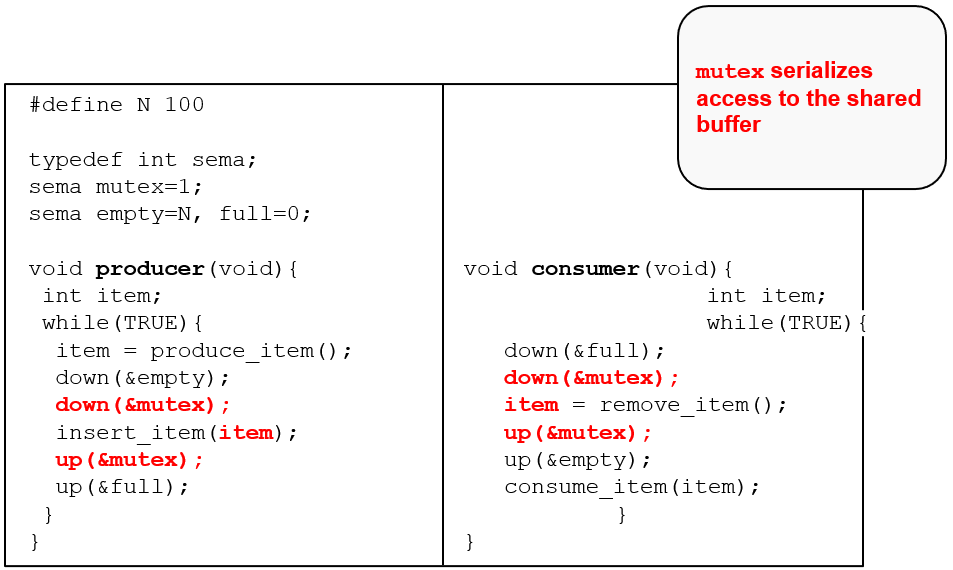 mutex serializes
access to the shared
buffer
#define N 100
typedef int sema;
sema mutex=1;
sema empty=N, full=0;
void producer(void){
int item;
while(TRUE){
item = produce_item();
down(&empty);
down(&mutex);
insert_item(item);
up(&mutex);
up(&full);
}
}
void consumer(void){
int item;
while(TRUE){
down(&full);
down(&mutex);
item = remove_item();
up(&mutex);
up(&empty);
consume_item(item);
}
}